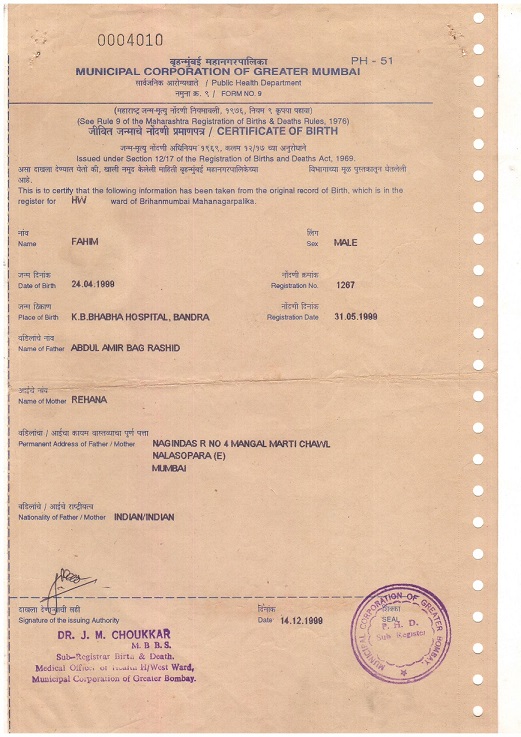 0004010
बृहन्मुंबई महानगरपालिका PH - 51
MUNICIPAL CORPORATION OF GREATER MUMBAI
सार्वजनिक आरोग्यखाते / Public Health Department
नमुना क्र. ९ / FORM NO. 9
(महाराष्ट्र जन्म-मृत्यु नोंदणी नियमावली, १९७६, नियम ९ कृपया पहावा)
(See Rule 9 of the Maharashtra Registration of Births & Deaths Rules, 1976)
जीवित जन्माचे नोंदणी प्रमाणपत्र / CERTIFICATE OF BIRTH
जन्म-मृत्यु नोंदणी अधिनियम १९६९, कलम १२/१७ च्या अनुरोधाने
Issued under Section 12/17 of the Registration of Births and Deaths Act, 1969.
असा दाखला देण्यात येतो की, खाली नमूद केलेली माहिती बृहन्मुंबई महानगरपालिकेच्या विभागाच्या मूळ पुस्तकातून घेतलेली
आहे.
This is to certify that the following information has been taken from the original record of Birth, which is in the
register for HW ward of Brihanmumbai Mahanagarpalika.
नांव लिंग
Name FAHIM Sex MALE
जन्म दिनांक नोंदणी क्रमांक
Date of Birth 24.04.1999 Registration No. 1267
जन्म ठिकाण नोंदणी दिनांक
Place of Birth K.B.BHABHA HOSPITAL, BANDRA Registration Date 31.05.1999
वडिलांचे नांव
Name of Father ABDUL AMIR BAG RASHID
आईचे नांव
Name of Mother REHANA
वडिलांचा / आईचा कायम वास्तव्याचा पूर्ण पत्ता
Permanent Address of Father / Mother NAGINDAS R NO 4 MANGAL MARTI CHAWL
NALASOPARA (E)
MUMBAI
वडिलांचे / आईचे राष्ट्रीयत्व
Nationality of Father / Mother INDIAN/INDIAN
दाखला देणाऱ्याची सही दिनांक शिक्का
Signature of the issuing Authority Date 14.12.1999 SEAL
DR. J. M. CHOUKKAR
M. B B. S.
Sub-Registrar Birth & Death.
Medical Officer of Health H/West Ward,
Municipal Corporation of Greater Bombay.
MUNICIPAL CORPORATION OF GREATER BOMBAY.
P. H. D.
Sub Register